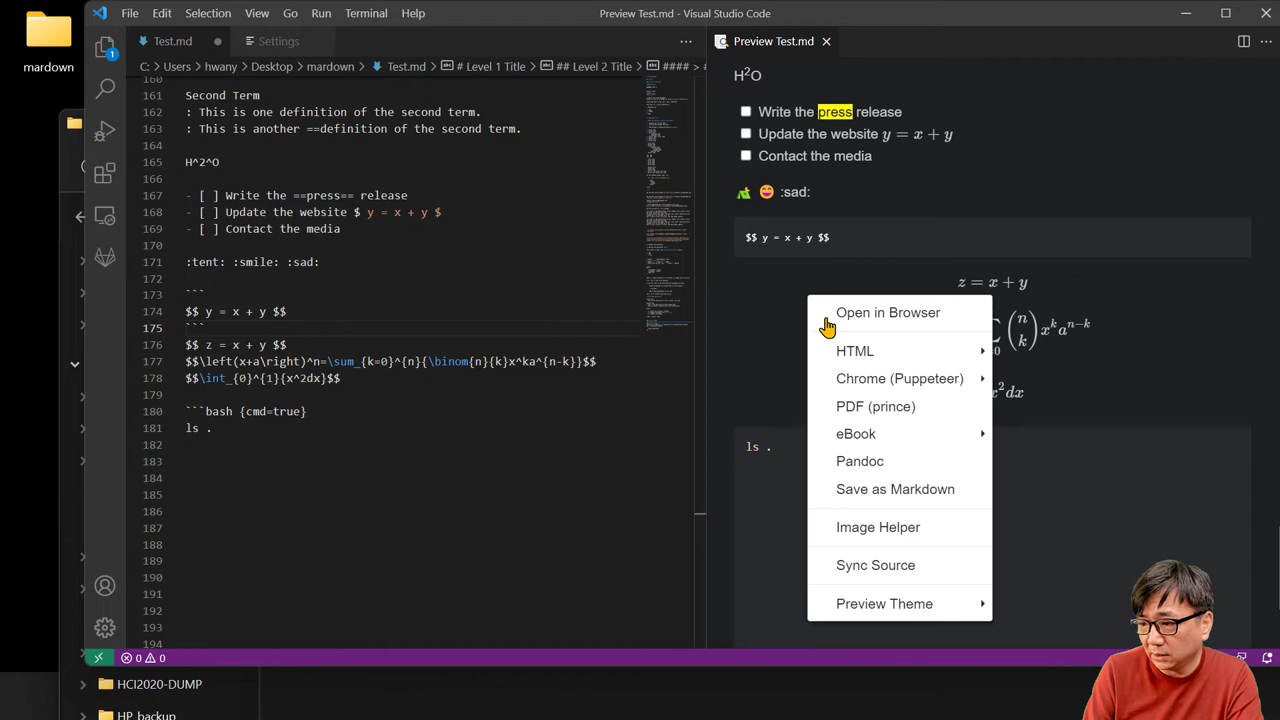 File Edit Selection View Go Run Terminal Help
Preview Test.md - Visual Studio Code
mardown
Test.md
Settings
Preview Test.md
C: > Users > hwany > Desktop > mardown > Test.md > # Level 1 Title > ## Level 2 Title > ####
160
161 Second Term
162 : This is one definition of the second term.
163 : This is another ==definition of the second term.
164
165 H^2^O
166
167 - [ ] Write the ==press== release
168 - [ ] Update the website $ y = x + y $
169 - [ ] Contact the media
170
171 :tent: :smile: :sad:
172
173 ```
174 $$ y = x + y $$
175 ```
176 $$ z = x + y $$
177 $$\left(x+a\right)^n=\sum_{k=0}^{n}{\binom{n}{k}x^ka^{n-k}}$$
178 $$\int_{0}^{1}{x^2dx}$$
179
180 ```bash {cmd=true}
181 ls .
182
183
184
185
186
187
188
189
190
191
192
193
194
H²O
Write the press release
Update the website y = x + y
Contact the media
:sad:
$$ y = x + y $$
z = x + y
(n k) x^k a^{n−k}
x²dx
ls .
Open in Browser
HTML
Chrome (Puppeteer)
PDF (prince)
eBook
Pandoc
Save as Markdown
Image Helper
Sync Source
Preview Theme
1
0 0
HCI2020-DUMP
HP_backup